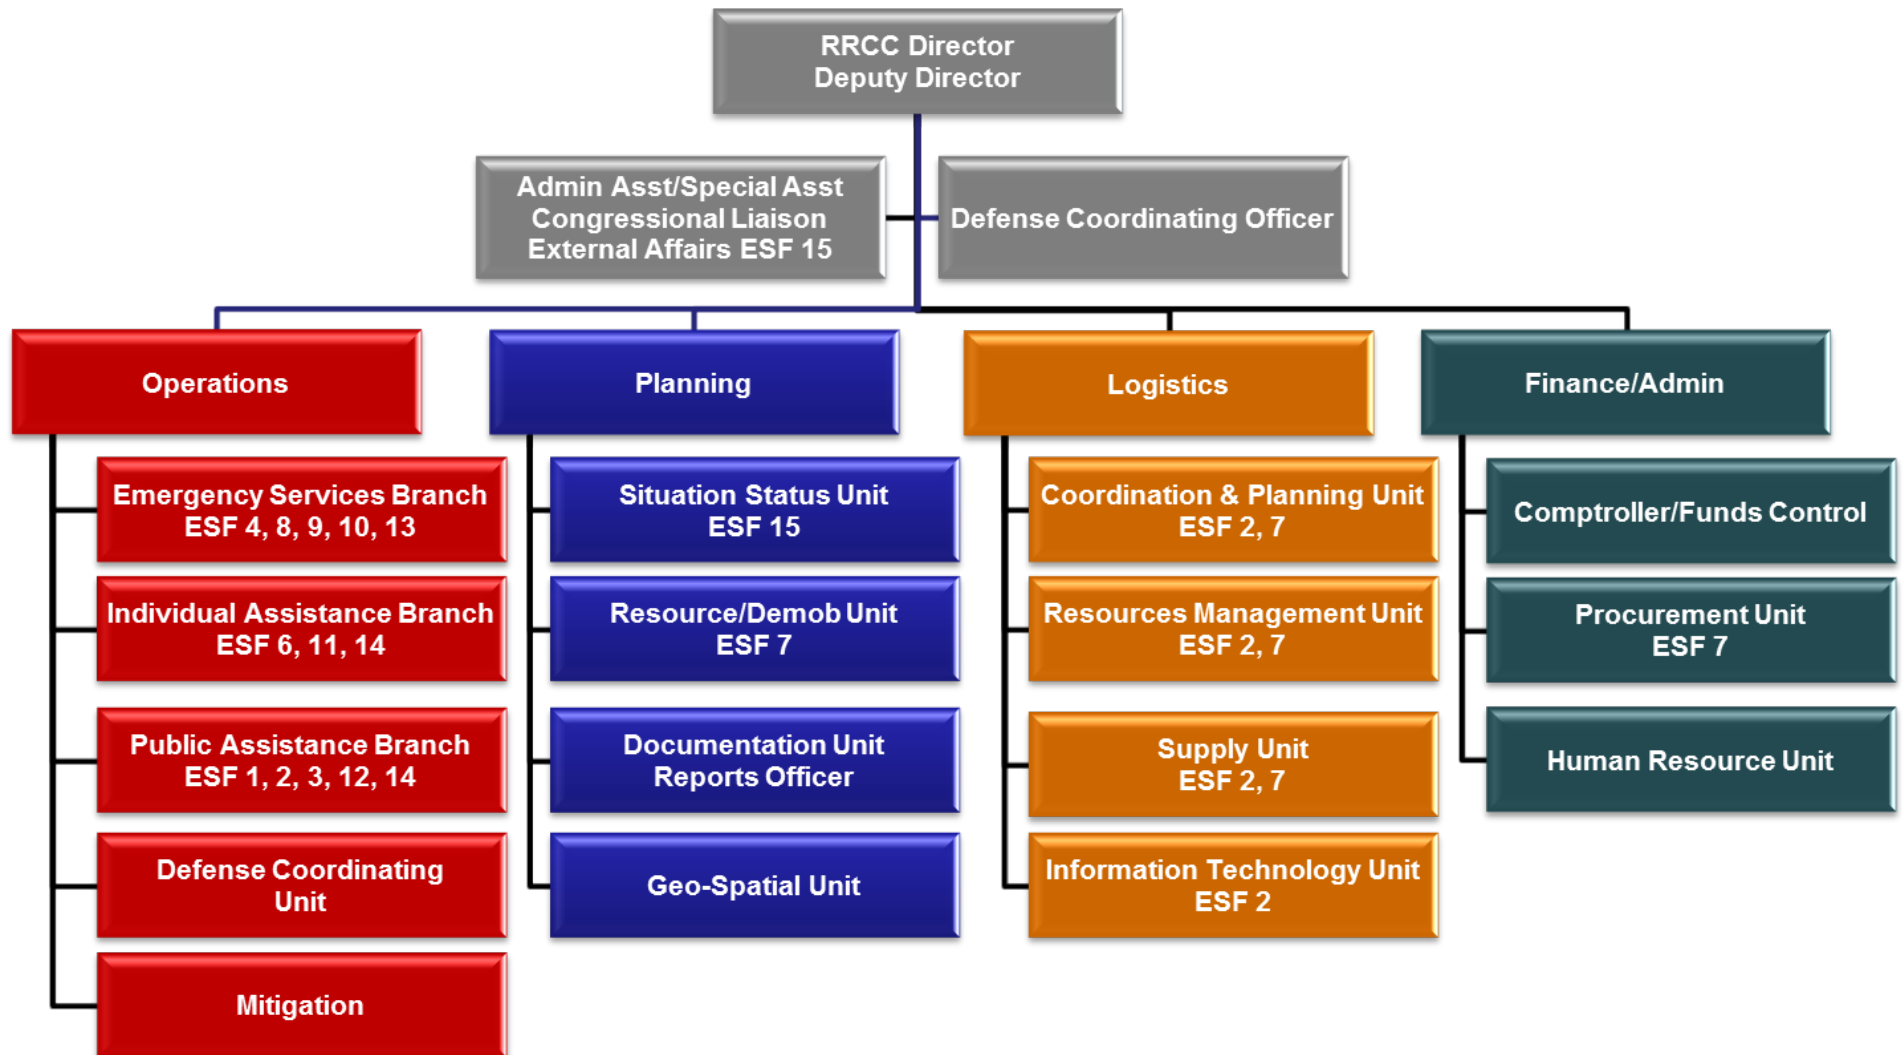 RRCC Director
Deputy Director
Admin Asst/Special Asst
Congressional Liaison
External Affairs ESF 15
Defense Coordinating Officer
Operations
Planning
Logistics
Finance/Admin
Emergency Services Branch
ESF 4, 8, 9, 10, 13
Individual Assistance Branch
ESF 6, 11, 14
Public Assistance Branch
ESF 1, 2, 3, 12, 14
Defense Coordinating
Unit
Mitigation
Situation Status Unit
ESF 15
Resource/Demob Unit
ESF 7
Documentation Unit
Reports Officer
Geo-Spatial Unit
Coordination & Planning Unit
ESF 2, 7
Resources Management Unit
ESF 2, 7
Supply Unit
ESF 2, 7
Information Technology Unit
ESF 2
Comptroller/Funds Control
Procurement Unit
ESF 7
Human Resource Unit